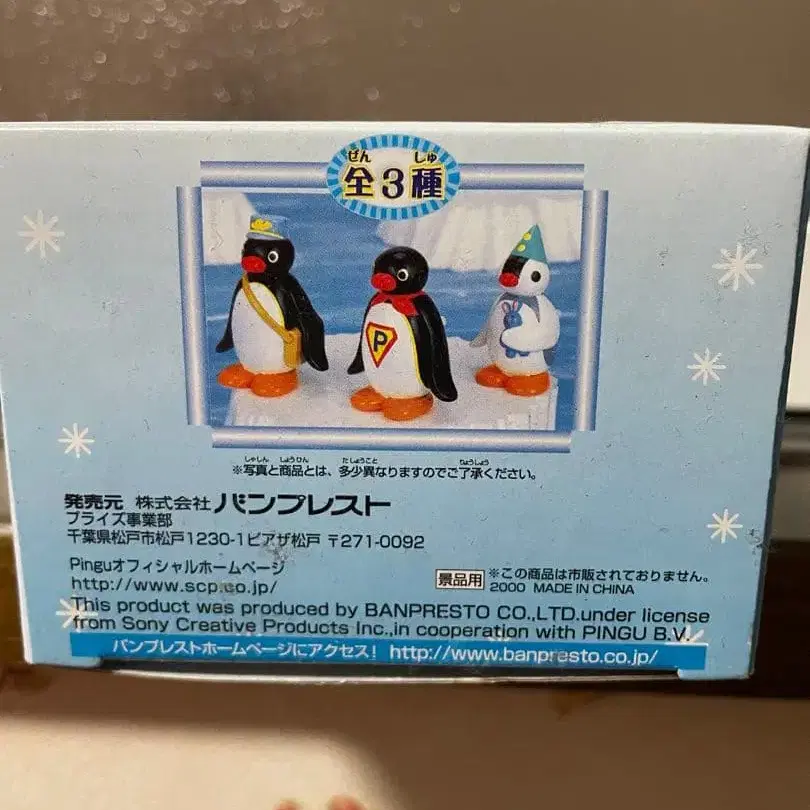 ぜん しゅ
全3種
P
しゃしん しょうひん たしょうこと りょうしょう
※写真と商品とは、多少異なりますのでご了承ください。
発売元 株式会社 バンプレスト
プライズ事業部
千葉県松戸市松戸1230-1ピアザ松戸 〒271-0092
Pinguオフィシャルホームページ
http://www.scp.co.jp/
景品用 ※この商品は市販されておりません。
2000 MADE IN CHINA
This product was produced by BANPRESTO CO.,LTD.under license
from Sony Creative Products Inc.,in cooperation with PINGU B.V.
バンプレストホームページにアクセス! http://www.banpresto.co.jp/